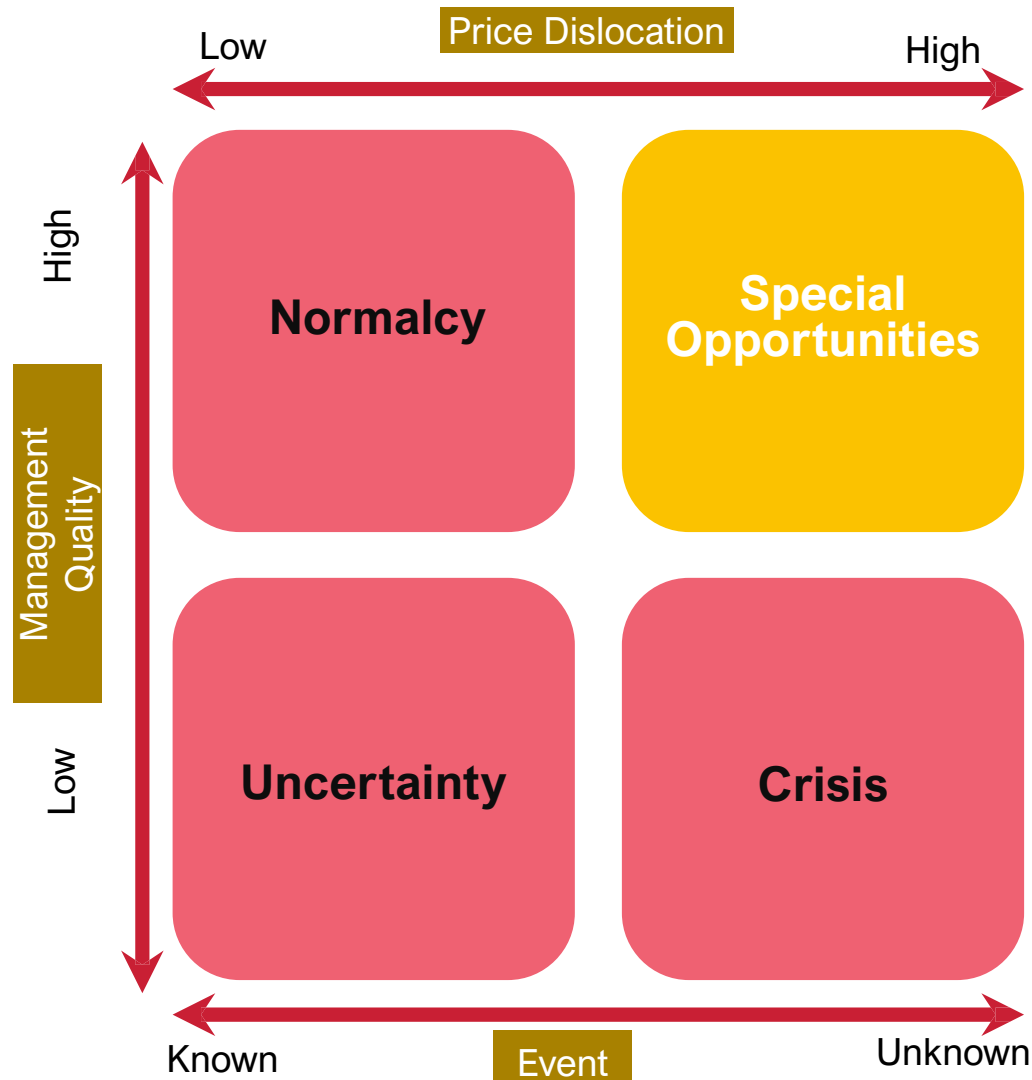 Price Dislocation
Low
High
High
Management
Quality
Low
Normalcy
Special
Opportunities
Uncertainty
Crisis
Known
Event
Unknown